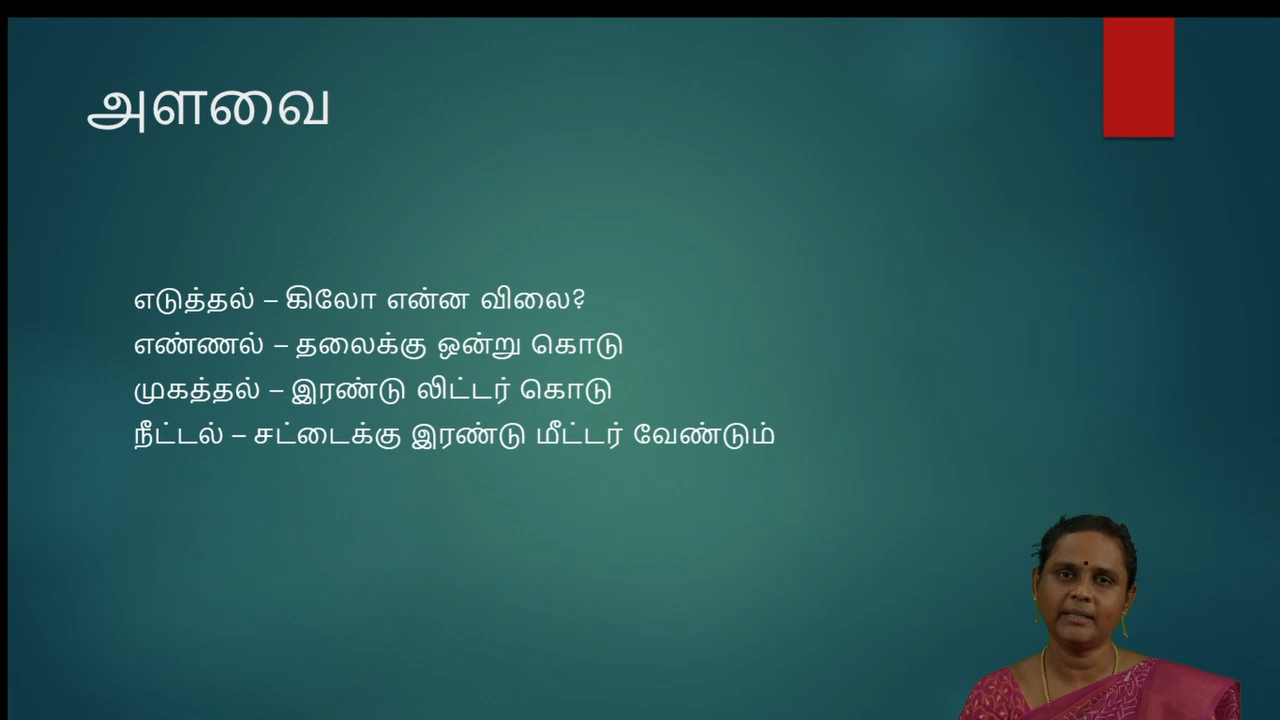 அளவை
எடுத்தல் – கிலோ என்ன விலை?
எண்ணல் – தலைக்கு ஒன்று கொடு
முகத்தல் – இரண்டு லிட்டர் கொடு
நீட்டல் – சட்டைக்கு இரண்டு மீட்டர் வேண்டும்